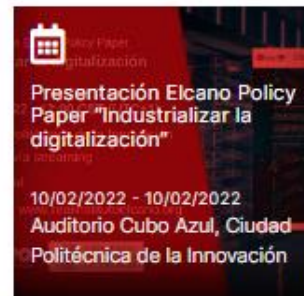 Presentación Elcano Policy
Paper "Industrializar la
digitalización"
10/02/2022 - 10/02/2022
Auditorio Cubo Azul, Ciudad
Politécnica de la Innovación